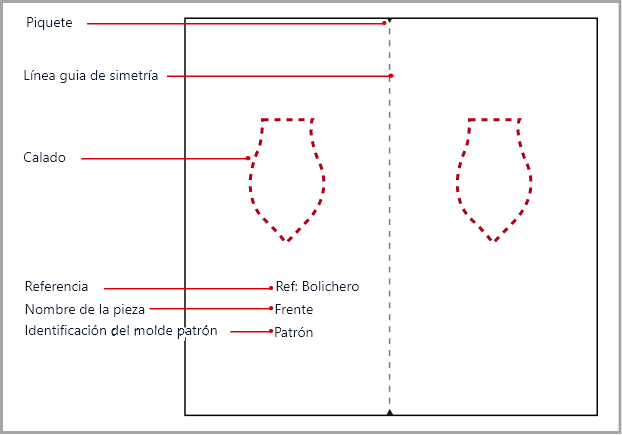 Piquete
Línea guia de simetría
Calado
Referencia
Ref: Bolichero
Nombre de la pieza
Frente
Identificación del molde patrón
Patrón